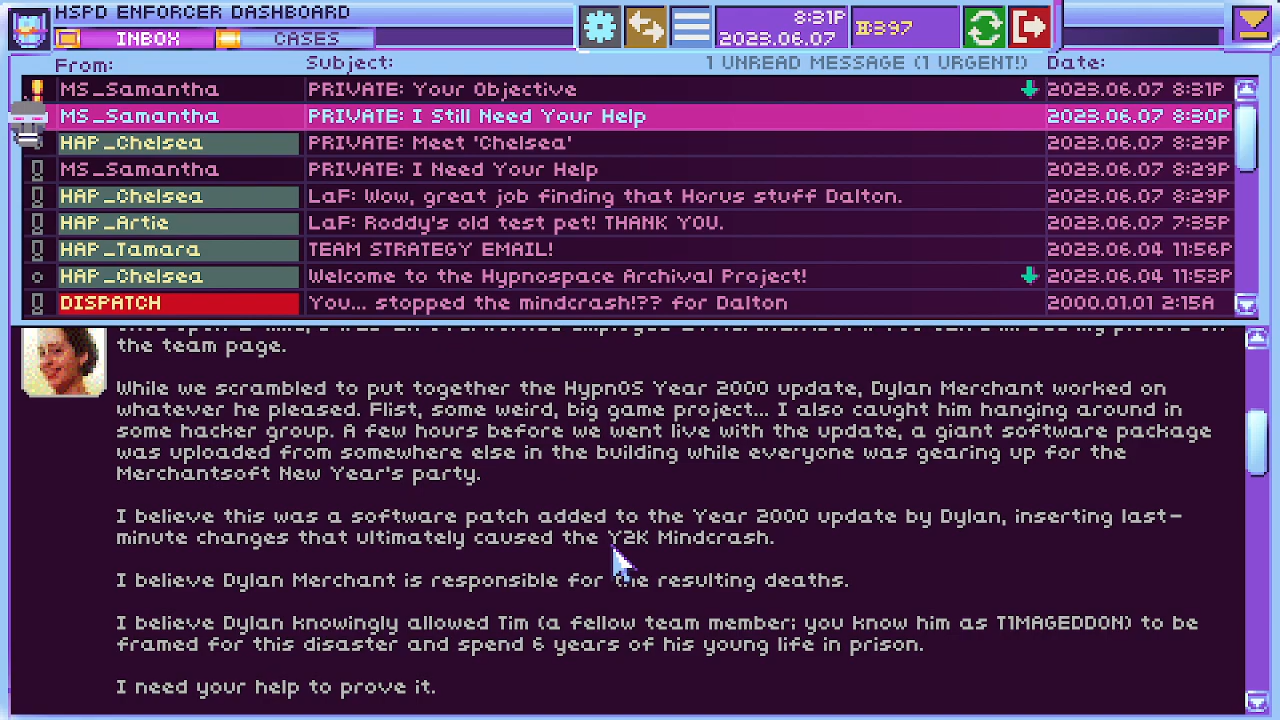 HSPD ENFORCER DASHBOARD
INBOX CASES
8:31P
2023.06.07
397
From: Subject: 1 UNREAD MESSAGE (1 URGENT!) Date:
MS_Samantha PRIVATE: Your Objective 2023.06.07 8:31P
MS_Samantha PRIVATE: I Still Need Your Help 2023.06.07 8:30P
HAP_Chelsea PRIVATE: Meet 'Chelsea' 2023.06.07 8:29P
MS_Samantha PRIVATE: I Need Your Help 2023.06.07 8:29P
HAP_Chelsea LaF: Wow, great job finding that Horus stuff Dalton. 2023.06.07 8:29P
HAP_Artie LaF: Roddy's old test pet! THANK YOU. 2023.06.07 7:35P
HAP_Tamara TEAM STRATEGY EMAIL! 2023.06.04 11:56P
HAP_Chelsea Welcome to the Hypnospace Archival Project! 2023.06.04 11:53P
DISPATCH You... stopped the mindcrash!?? for Dalton 2000.01.01 2:15A
the team page.
While we scrambled to put together the HypnOS Year 2000 update, Dylan Merchant worked on
whatever he pleased. Flist, some weird, big game project... I also caught him hanging around in
some hacker group. A few hours before we went live with the update, a giant software package
was uploaded from somewhere else in the building while everyone was gearing up for the
Merchantsoft New Year's party.
I believe this was a software patch added to the Year 2000 update by Dylan, inserting last-
minute changes that ultimately caused the Y2K Mindcrash.
I believe Dylan Merchant is responsible for the resulting deaths.
I believe Dylan knowingly allowed Tim (a fellow team member; you know him as T1MAGEDDON) to be
framed for this disaster and spend 6 years of his young life in prison.
I need your help to prove it.